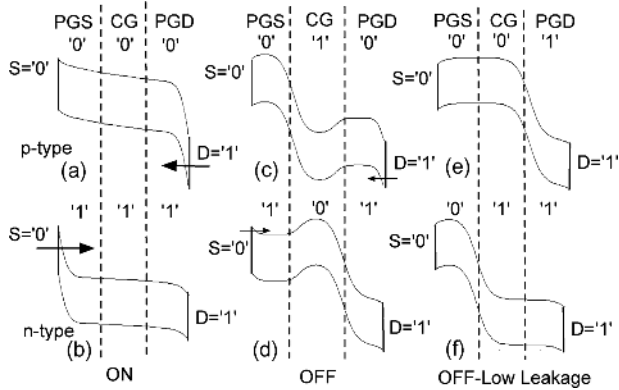 PGS CG PGD PGS CG PGD PGS CG PGD
'0' '0' '0' '0' '1' '0' '0' '0' '1'
S='0' S='0' S='0'
D='1' D='1' D='1'
p-type (a) (c) (e)
'1' '1' '1' '1' '0' '1' '0' '1' '1'
S='0' S='0' S='0'
D='1' D='1' D='1'
n-type
(b) (d) (f)
ON OFF OFF-Low Leakage